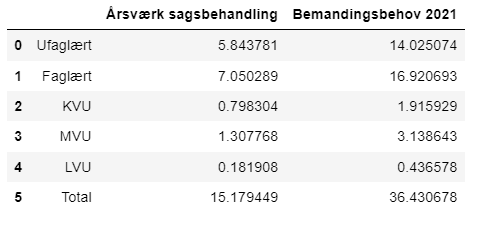 Årsværk sagsbehandling Bemandingsbehov 2021
0 Ufaglært 5.843781 14.025074
1 Faglært 7.050289 16.920693
2 KVU 0.798304 1.915929
3 MVU 1.307768 3.138643
4 LVU 0.181908 0.436578
5 Total 15.179449 36.430678